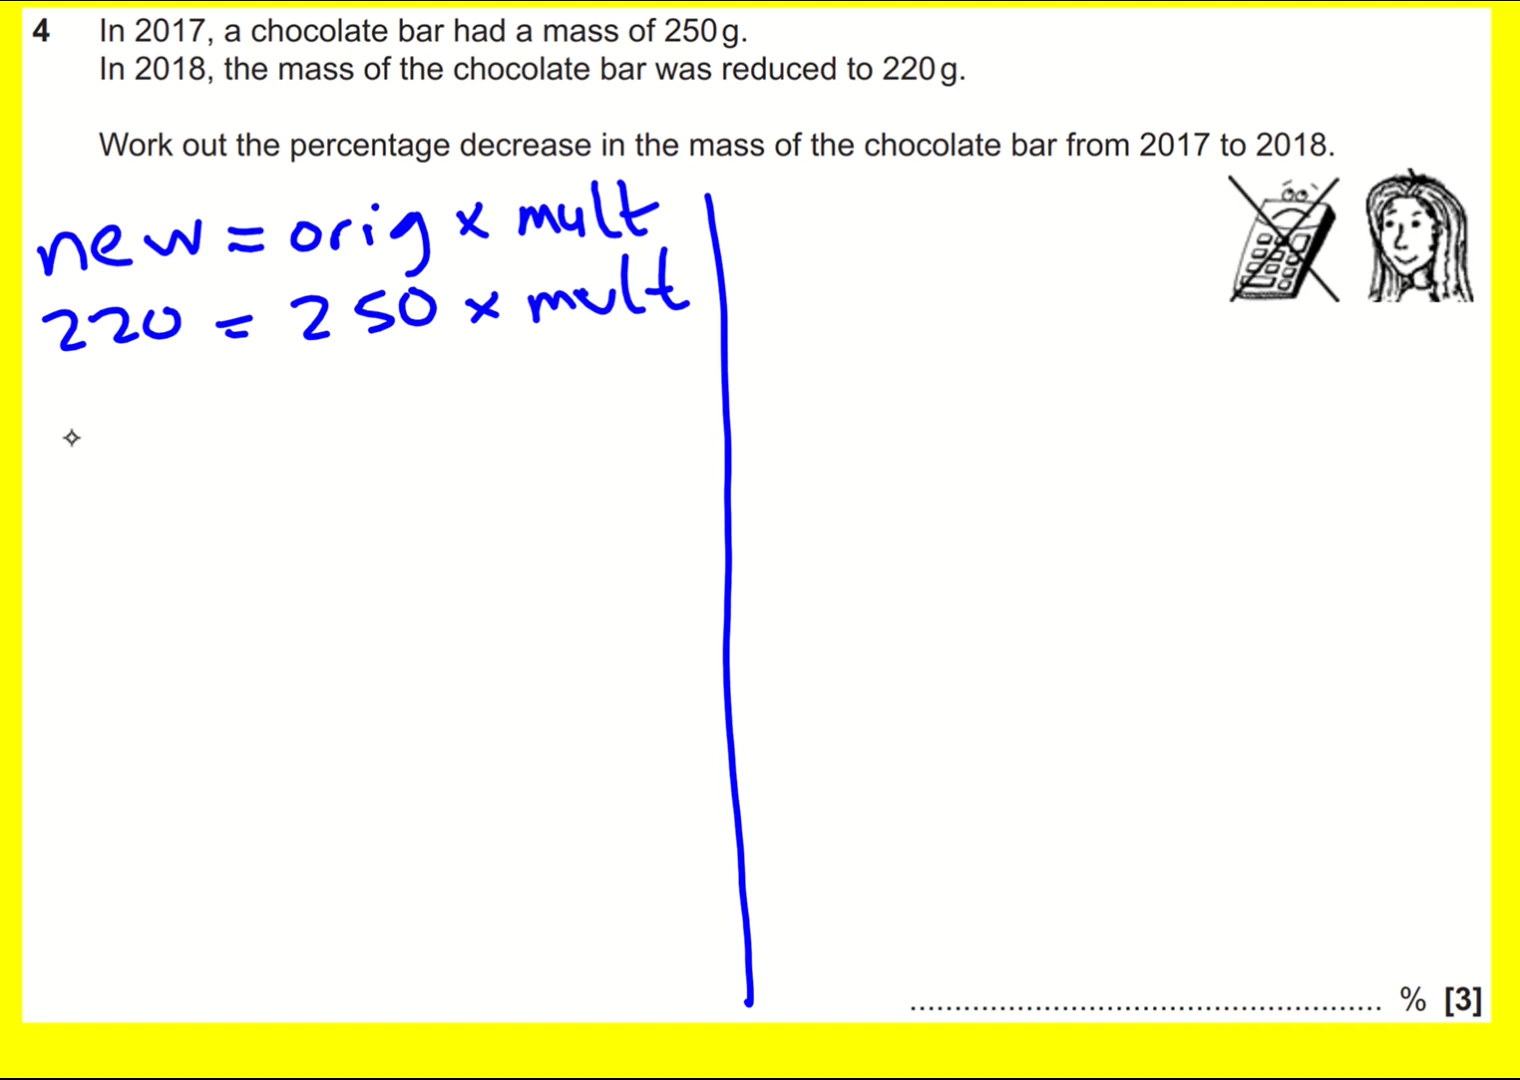 4 In 2017, a chocolate bar had a mass of 250 g.
In 2018, the mass of the chocolate bar was reduced to 220 g.
Work out the percentage decrease in the mass of the chocolate bar from 2017 to 2018.
new = orig × mult
220 = 250 × mult
................................................ % [3]